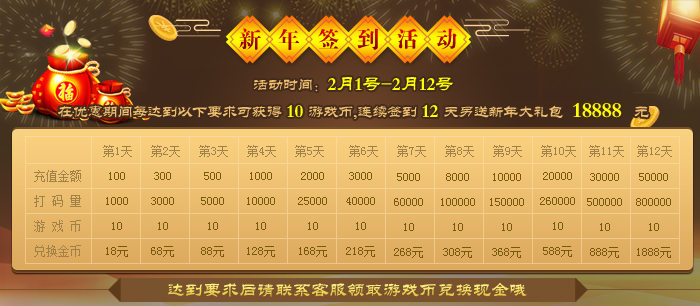 新年签到活动
活动时间：2月1号-2月12号
在优惠期间每达到以下要求可获得 10 游戏币,连续签到 12 天另送新年大礼包 18888 元
福
第1天 第2天 第3天 第4天 第5天 第6天 第7天 第8天 第9天 第10天 第11天 第12天
充值金额 100 300 500 1000 2000 3000 5000 8000 10000 20000 30000 50000
打码量 1000 3000 5000 10000 25000 40000 60000 100000 150000 260000 500000 800000
游戏币 10 10 10 10 10 10 10 10 10 10 10 10
兑换金币 18元 68元 88元 128元 168元 218元 268元 308元 368元 588元 888元 1888元
达到要求后请联系客服领取游戏币兑换现金哦